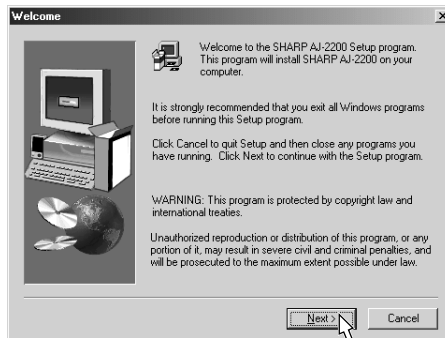 Welcome
Welcome to the SHARP AJ-2200 Setup program.
This program will install SHARP AJ-2200 on your
computer.
It is strongly recommended that you exit all Windows programs
before running this Setup program.
Click Cancel to quit Setup and then close any programs you
have running. Click Next to continue with the Setup program.
WARNING: This program is protected by copyright law and
international treaties.
Unauthorized reproduction or distribution of this program, or any
portion of it, may result in severe civil and criminal penalties, and
will be prosecuted to the maximum extent possible under law.
Next >
Cancel